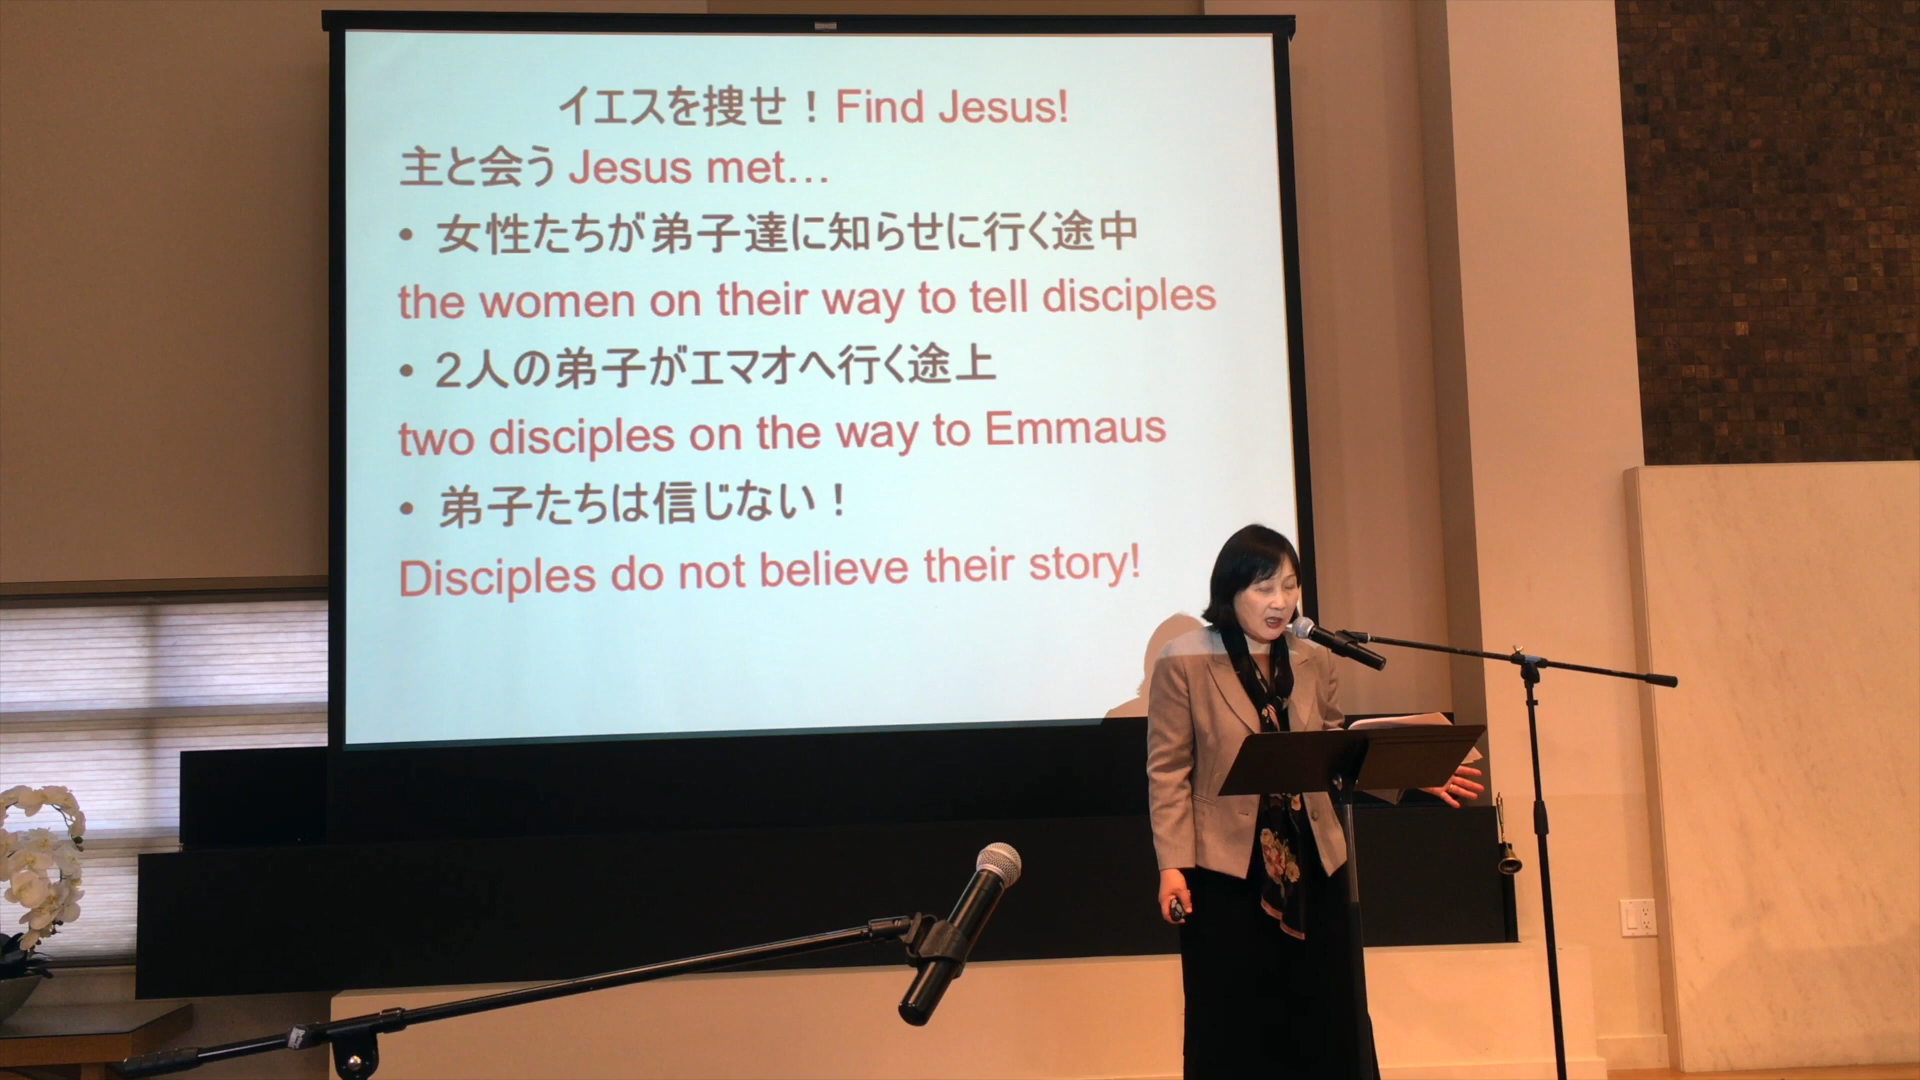 イエスを捜せ！Find Jesus!
主と会う Jesus met…
• 女性たちが弟子達に知らせに行く途中
the women on their way to tell disciples
• 2人の弟子がエマオへ行く途上
two disciples on the way to Emmaus
• 弟子たちは信じない！
Disciples do not believe their story!